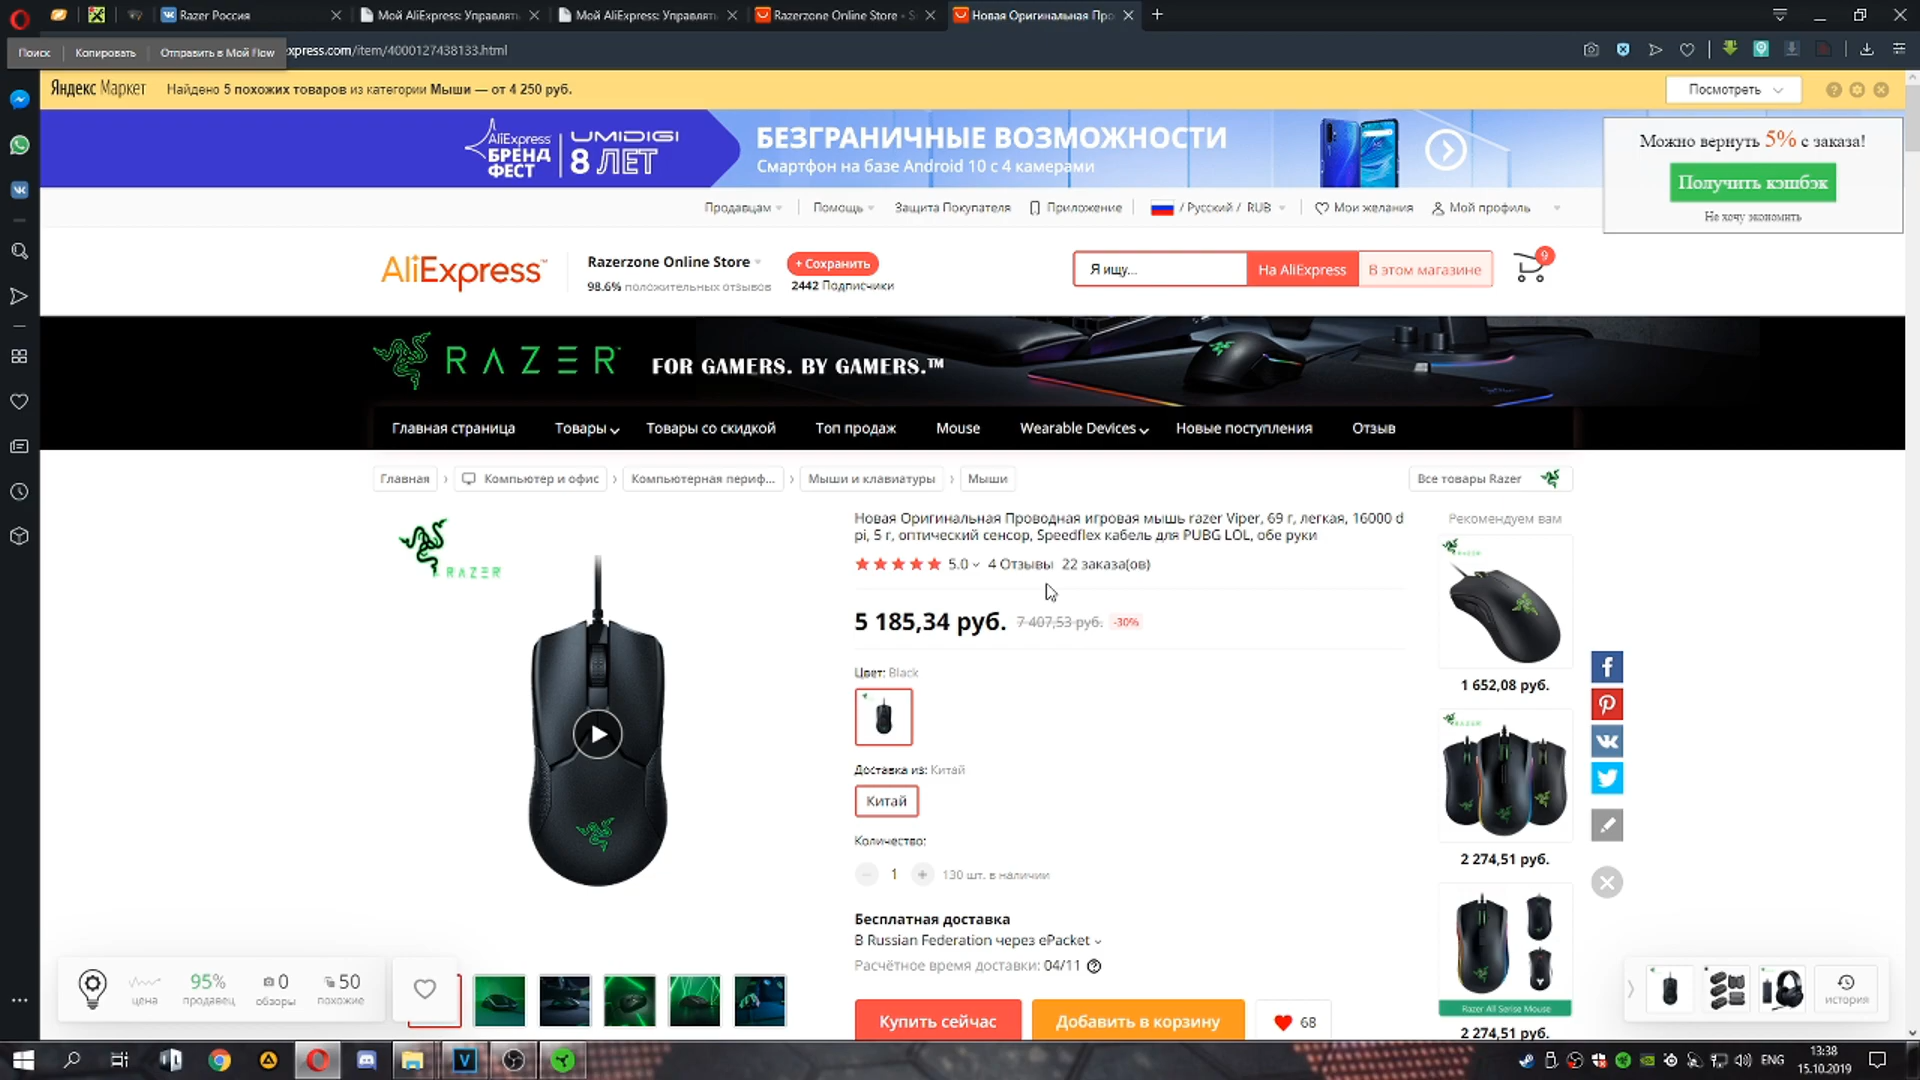 Razer Россия
Мой AliExpress: Управлять
Мой AliExpress: Управлять
Razerzone Online Store - S
Новая Оригинальная Про
Поиск
Копировать
Отправить в Мой Flow
express.com/item/4000127438133.html
Яндекс Маркет
Найдено 5 похожих товаров из категории Мыши — от 4 250 руб.
Посмотреть
AliExpress
БРЕНД
ФЕСТ
UMIDIGI
8 ЛЕТ
БЕЗГРАНИЧНЫЕ ВОЗМОЖНОСТИ
Смартфон на базе Android 10 с 4 камерами
Можно вернуть 5% с заказа!
Получить кэшбэк
Не хочу экономить
Продавцам
Помощь
Защита Покупателя
Приложение
/ Русский / RUB
Мои желания
Мой профиль
AliExpress™
Razerzone Online Store
98.6% положительных отзывов
+ Сохранить
2442 Подписчики
Я ищу...
На AliExpress
В этом магазине
9
RAZER™
FOR GAMERS. BY GAMERS.™
Главная страница
Товары
Товары со скидкой
Топ продаж
Mouse
Wearable Devices
Новые поступления
Отзыв
Главная
Компьютер и офис
Компьютерная периф...
Мыши и клавиатуры
Мыши
Все товары Razer
RAZER
Новая Оригинальная Проводная игровая мышь razer Viper, 69 г, легкая, 16000 d
pi, 5 г, оптический сенсор, Speedflex кабель для PUBG LOL, обе руки
5.0
4 Отзывы
22 заказа(ов)
5 185,34 руб.
7 407,53 руб.
-30%
Цвет: Black
Доставка из: Китай
Китай
Количество:
1
130 шт. в наличии
Бесплатная доставка
В Russian Federation через ePacket
Расчётное время доставки: 04/11
Купить сейчас
Добавить в корзину
68
Рекомендуем вам
1 652,08 руб.
2 274,51 руб.
Razer All Serise Mouse
2 274,51 руб.
цена
95%
продавец
0
обзоры
50
похожие
история
ENG
13:38
15.10.2019